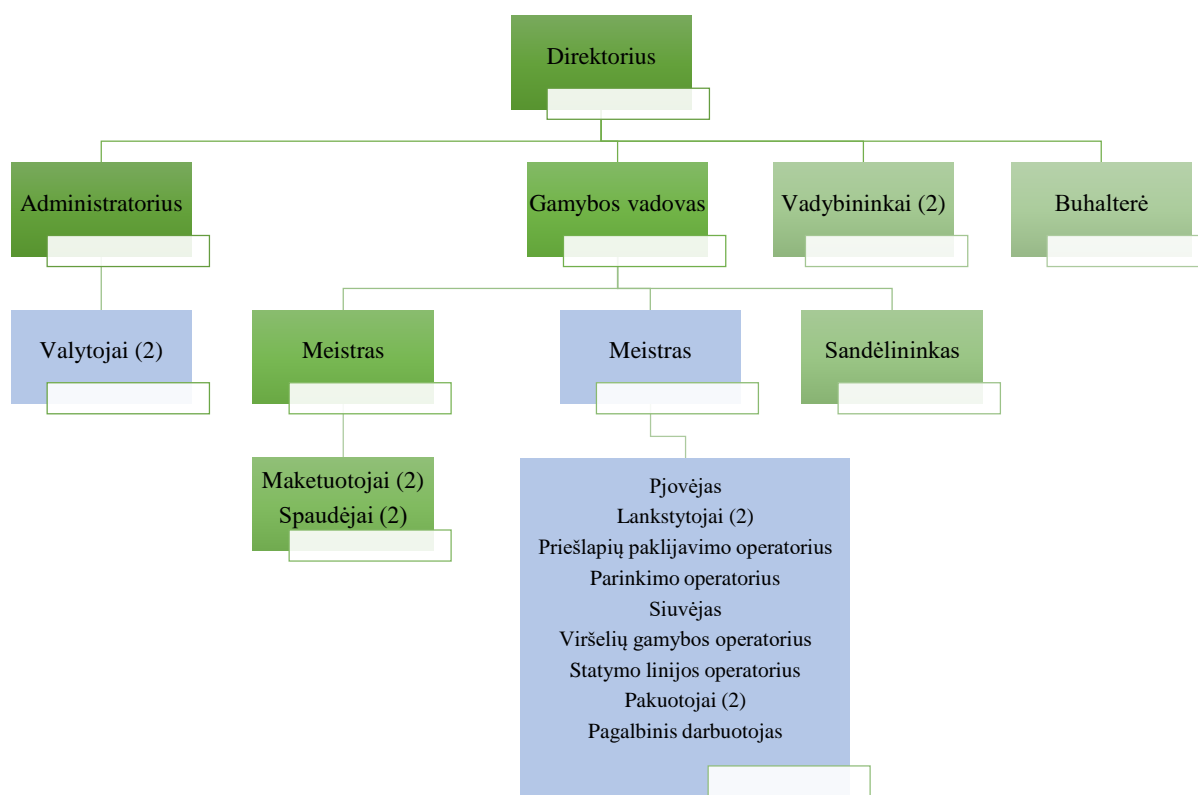 Direktorius
Administratorius
Gamybos vadovas
Vadybininkai (2)
Buhalterė
Valytojai (2)
Meistras
Meistras
Sandėlininkas
Maketuotojai (2)
Spaudėjai (2)
Pjovėjas
Lankstytojai (2)
Priešlapių paklijavimo operatorius
Parinkimo operatorius
Siuvėjas
Viršelių gamybos operatorius
Statymo linijos operatorius
Pakuotojai (2)
Pagalbinis darbuotojas